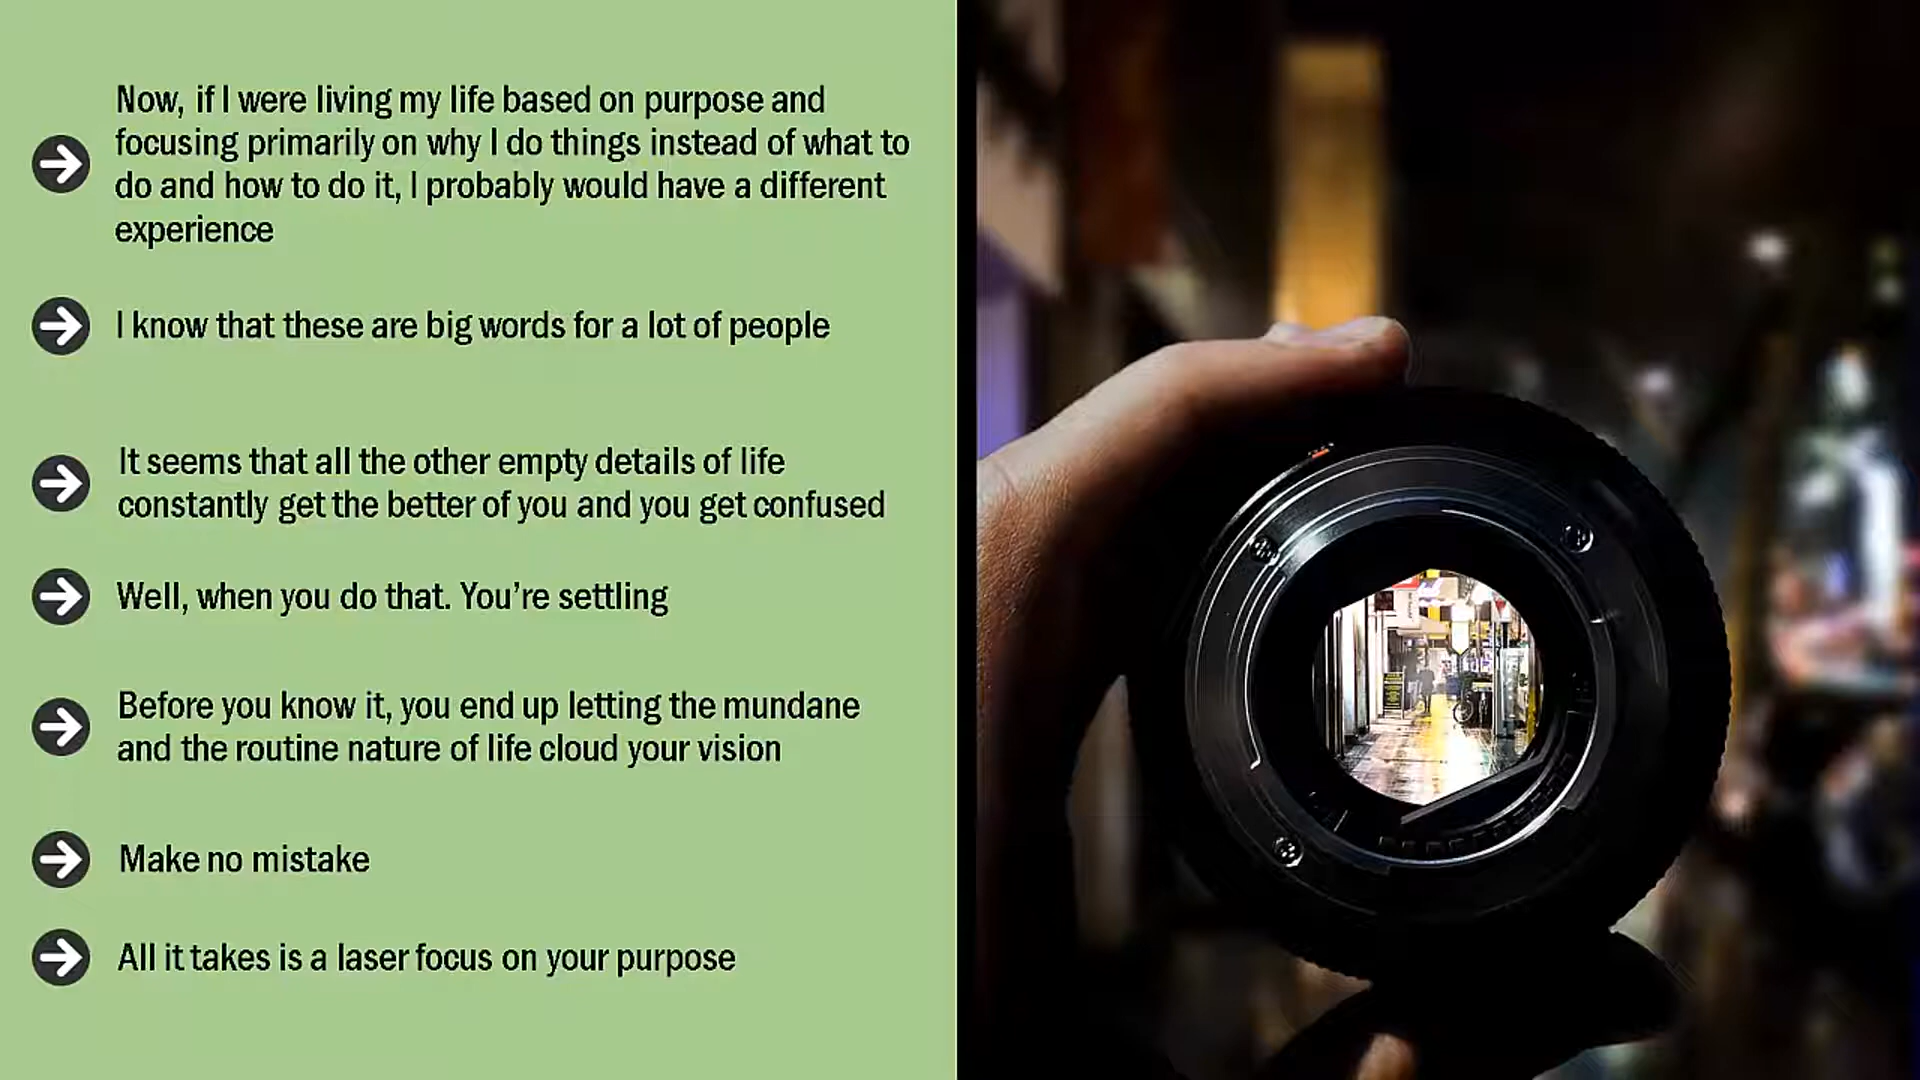 Now, if I were living my life based on purpose and
focusing primarily on why I do things instead of what to
do and how to do it, I probably would have a different
experience
I know that these are big words for a lot of people
It seems that all the other empty details of life
constantly get the better of you and you get confused
Well, when you do that. You’re settling
Before you know it, you end up letting the mundane
and the routine nature of life cloud your vision
Make no mistake
All it takes is a laser focus on your purpose